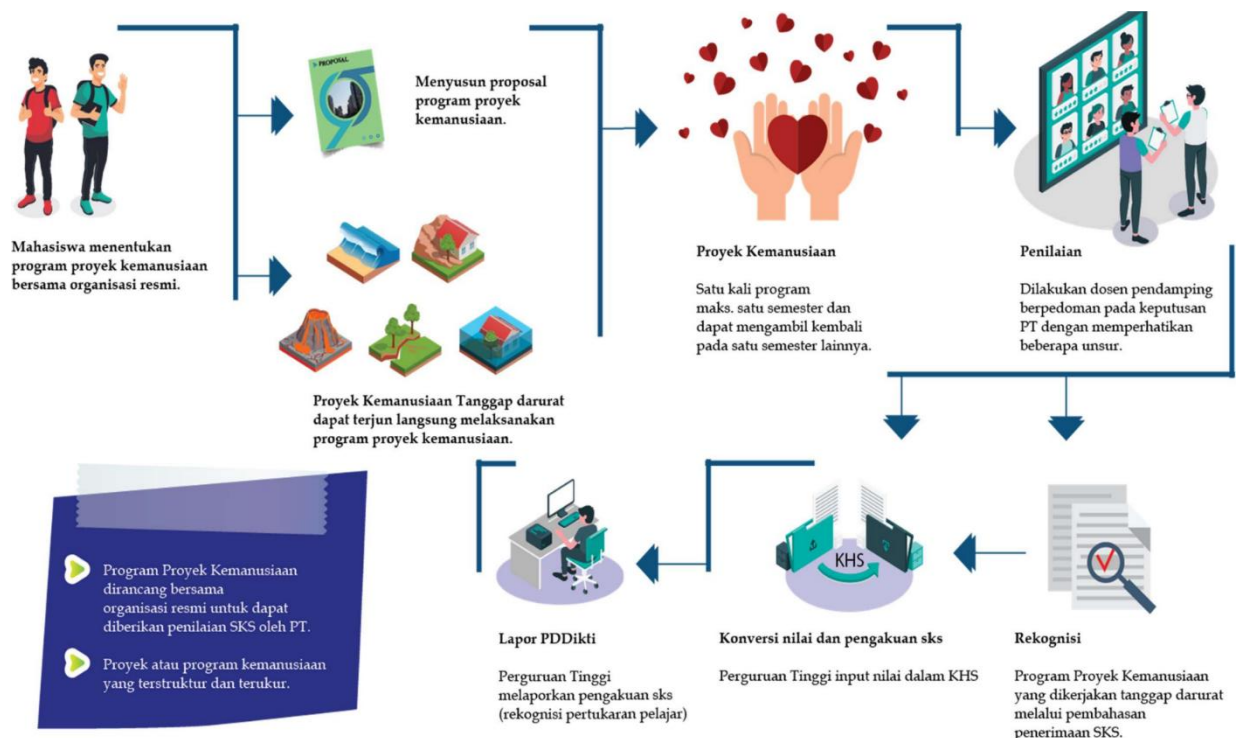 PROPOSAL
Menyusun proposal
program proyek
kemanusiaan.
Mahasiswa menentukan
program proyek kemanusiaan
bersama organisasi resmi.
Proyek Kemanusiaan Tanggap darurat
dapat terjun langsung melaksanakan
program proyek kemanusiaan.
Proyek Kemanusiaan
Satu kali program
maks. satu semester dan
dapat mengambil kembali
pada satu semester lainnya.
Penilaian
Dilakukan dosen pendamping
berpedoman pada keputusan
PT dengan memperhatikan
beberapa unsur.
Rekognisi
Program Proyek Kemanusiaan
yang dikerjakan tanggap darurat
melalui pembahasan
penerimaan SKS.
KHS
Konversi nilai dan pengakuan sks
Perguruan Tinggi input nilai dalam KHS
Lapor PDDikti
Perguruan Tinggi
melaporkan pengakuan sks
(rekognisi pertukaran pelajar)
Program Proyek Kemanusiaan
dirancang bersama
organisasi resmi untuk dapat
diberikan penilaian SKS oleh PT.
Proyek atau program kemanusiaan
yang terstruktur dan terukur.